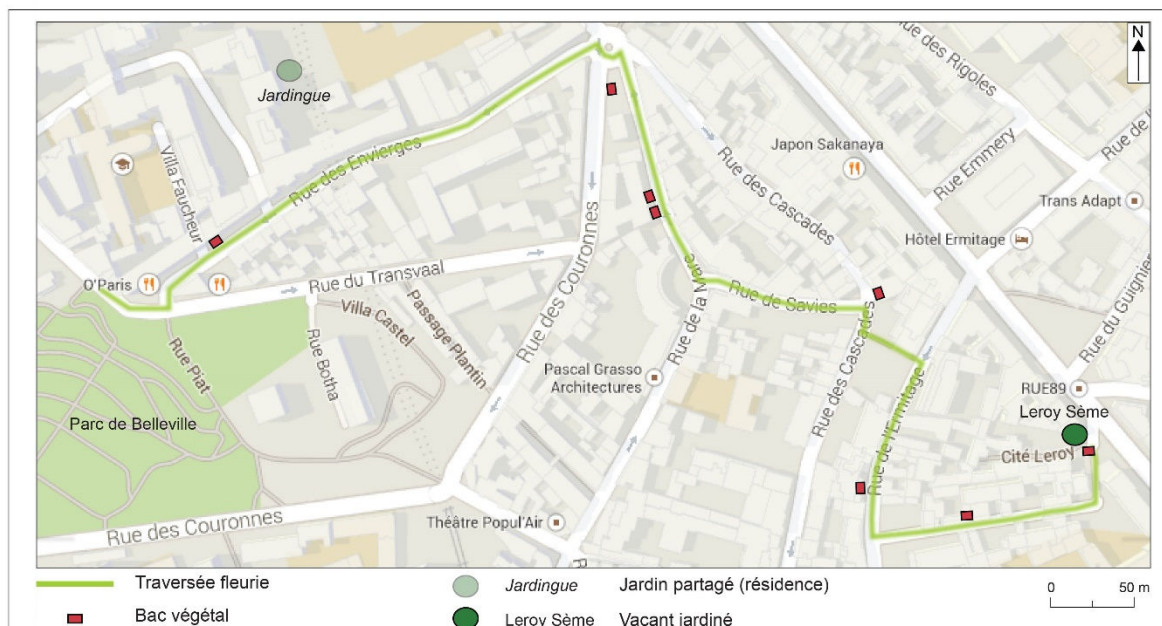 N
Rue des Rigoles
Jardingue
Rue de l'
Japon Sakanaya
Rue Emmery
Villa Faucheur
Rue des Envierges
Rue des Cascades
Trans Adapt
Hôtel Ermitage
O'Paris
Rue du Transvaal
Rue des Couronnes
Rue de la Mare
Rue de Savies
Rue du Guignier
Villa Castel
Passage Plantin
Rue Piat
Rue Botha
Pascal Grasso
Architectures
Rue des Cascades
Rue de l'Ermitage
RUE89
Leroy Sème
Parc de Belleville
Cité Leroy
Rue des Couronnes
Théâtre Popul'Air
Traversée fleurie
Jardingue
Jardin partagé (résidence)
0
50 m
Bac végétal
Leroy Sème
Vacant jardiné